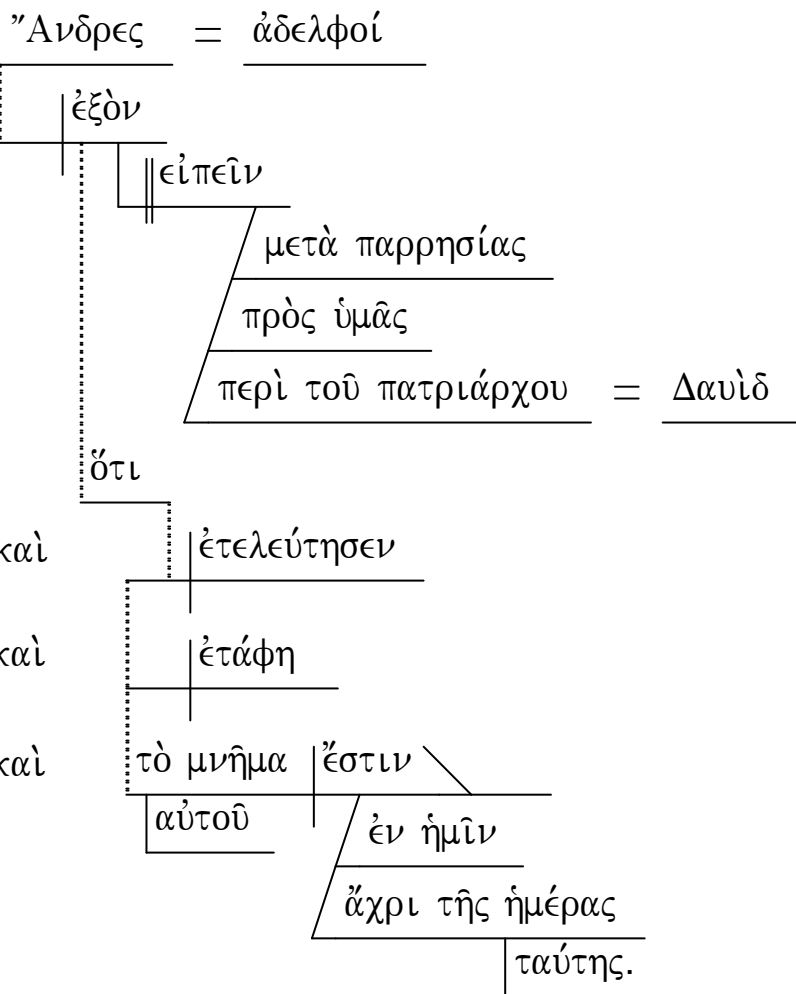 Ἄνδρες = ἀδελφοί
ἐξὸν
εἰπεῖν
μετὰ παρρησίας
πρὸς ὑμᾶς
περὶ τοῦ πατριάρχου = Δαυὶδ
ὅτι
καὶ ἐτελεύτησεν
καὶ ἐτάφη
καὶ τὸ μνῆμα ἔστιν
αὐτοῦ
ἐν ἡμῖν
ἄχρι τῆς ἡμέρας
ταύτης.